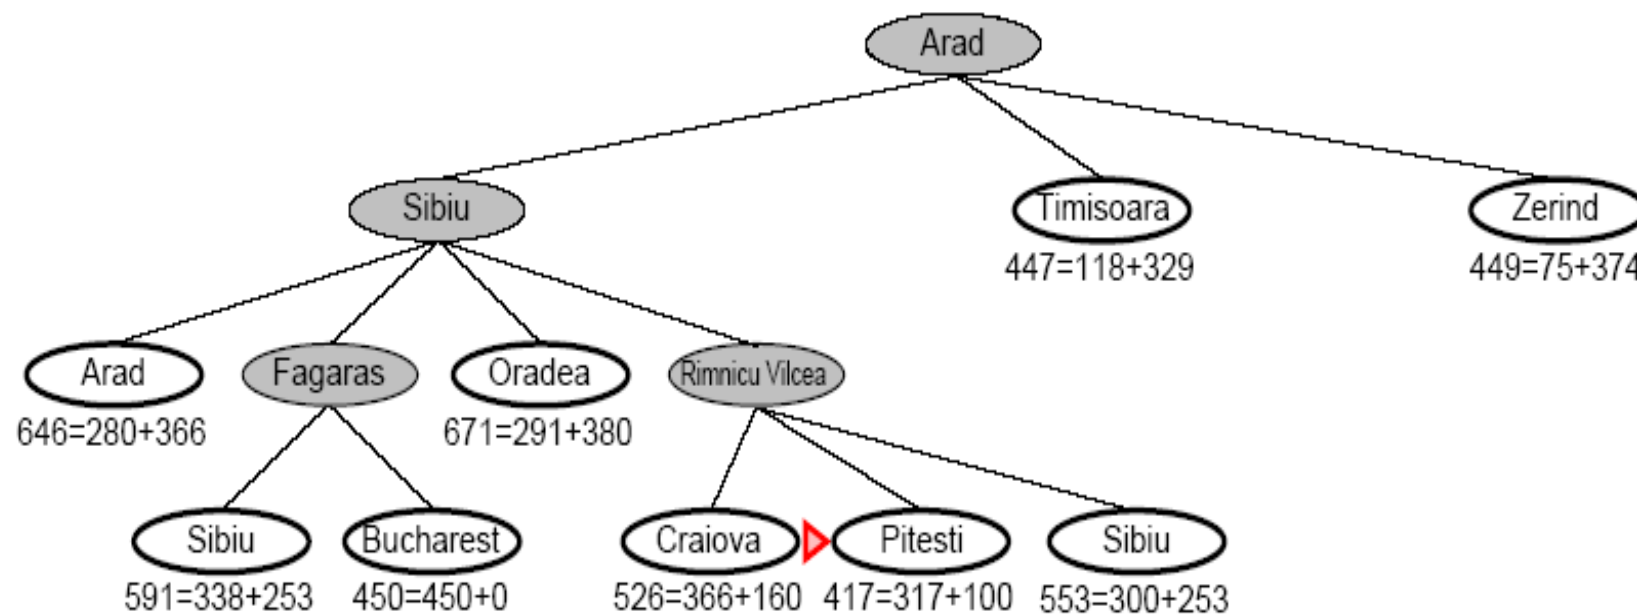 Arad
Sibiu
Timisoara
Zerind
447=118+329
449=75+374
Arad
Fagaras
Oradea
Rimnicu Vilcea
646=280+366
671=291+380
Sibiu
Bucharest
Craiova
Pitesti
Sibiu
591=338+253
450=450+0
526=366+160
417=317+100
553=300+253